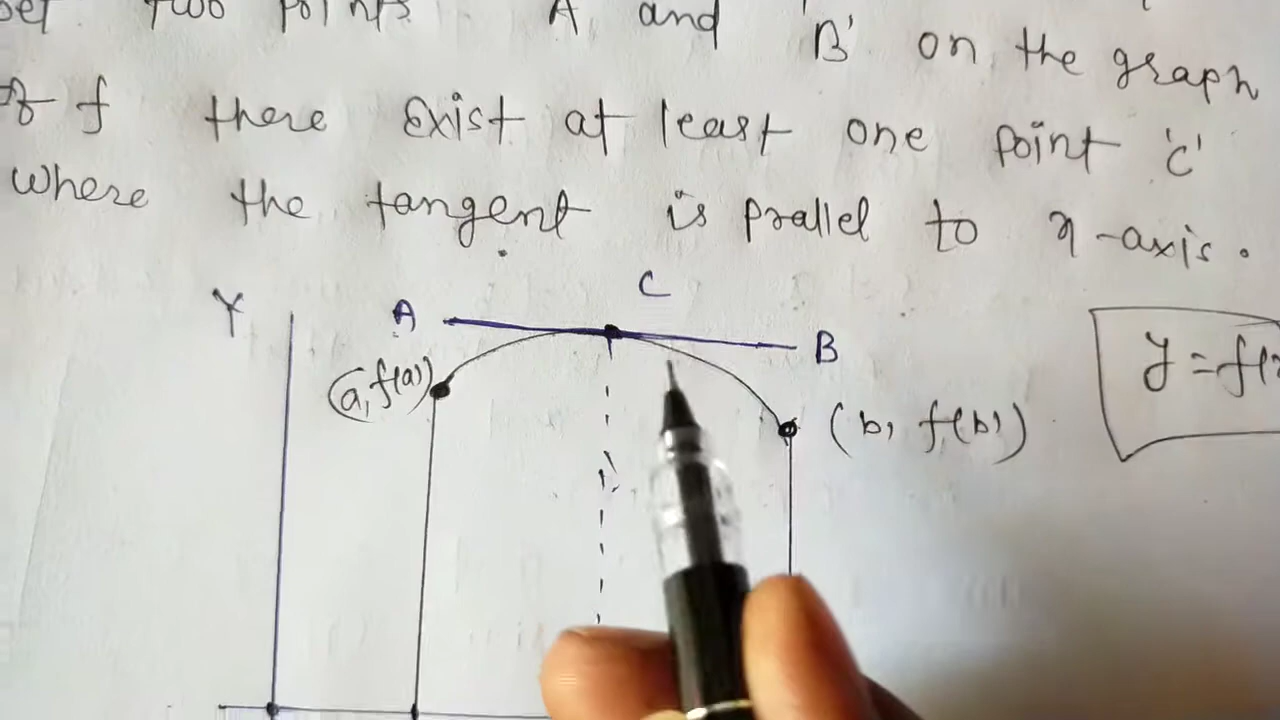 two points 'A' and 'B' on the graph
of f there exist at least one point 'c'
where the tangent is prallel to x-axis.
Y
A
C
B
(a, f(a))
(b, f(b))
y = f(